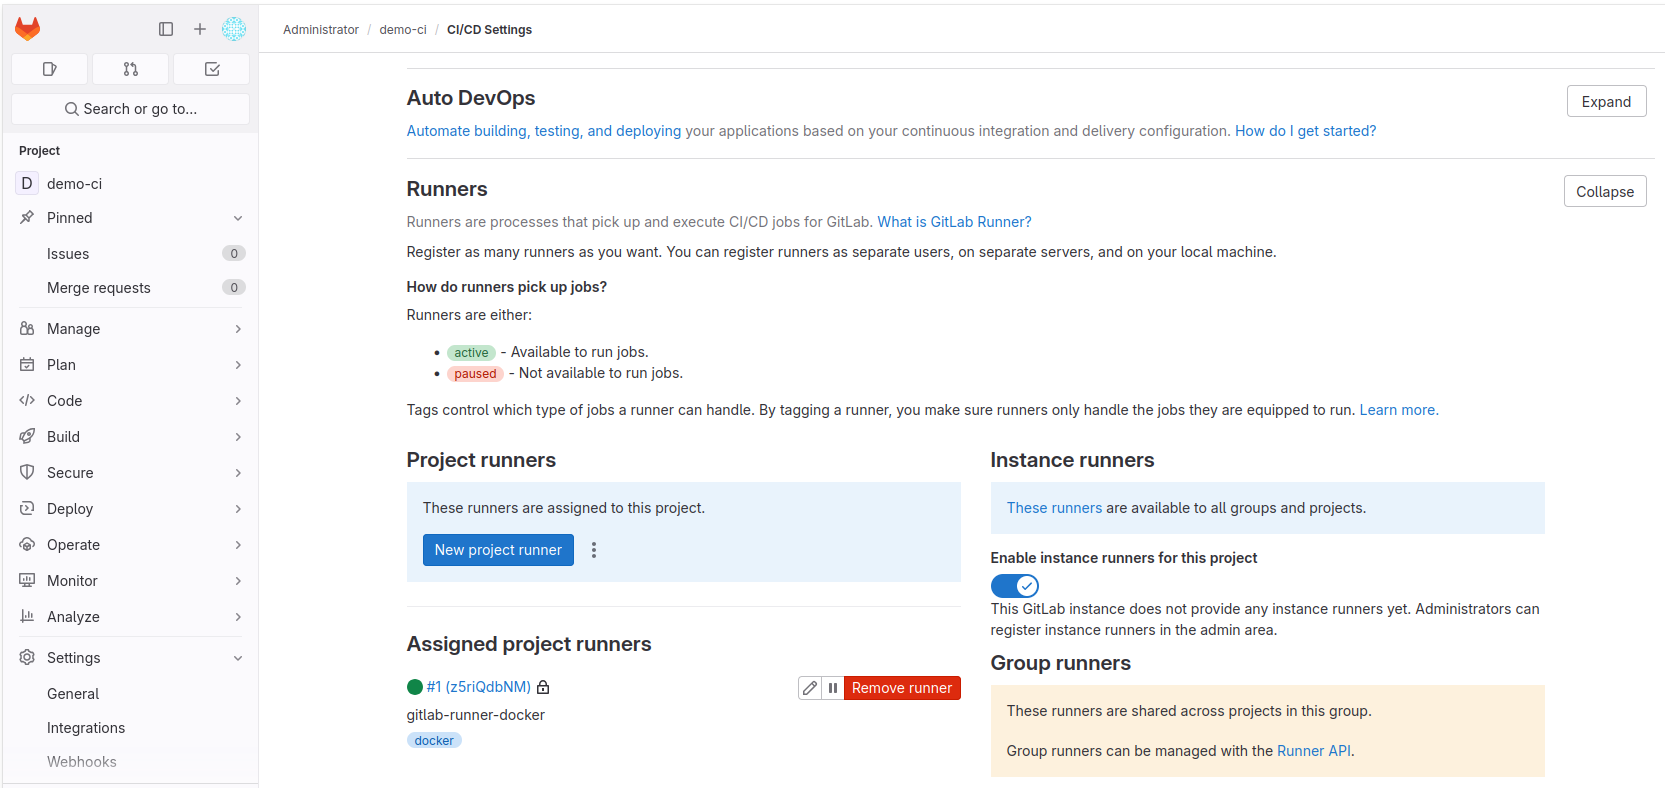 Administrator / demo-ci / CI/CD Settings
Search or go to...
Project
D demo-ci
Pinned
Issues 0
Merge requests 0
Manage
Plan
Code
Build
Secure
Deploy
Operate
Monitor
Analyze
Settings
General
Integrations
Webhooks
Auto DevOps
Expand
Automate building, testing, and deploying your applications based on your continuous integration and delivery configuration. How do I get started?
Runners
Collapse
Runners are processes that pick up and execute CI/CD jobs for GitLab. What is GitLab Runner?
Register as many runners as you want. You can register runners as separate users, on separate servers, and on your local machine.
How do runners pick up jobs?
Runners are either:
• active - Available to run jobs.
• paused - Not available to run jobs.
Tags control which type of jobs a runner can handle. By tagging a runner, you make sure runners only handle the jobs they are equipped to run. Learn more.
Project runners
These runners are assigned to this project.
New project runner
Assigned project runners
#1 (z5riQdbNM)
Remove runner
gitlab-runner-docker
docker
Instance runners
These runners are available to all groups and projects.
Enable instance runners for this project
This GitLab instance does not provide any instance runners yet. Administrators can
register instance runners in the admin area.
Group runners
These runners are shared across projects in this group.
Group runners can be managed with the Runner API.